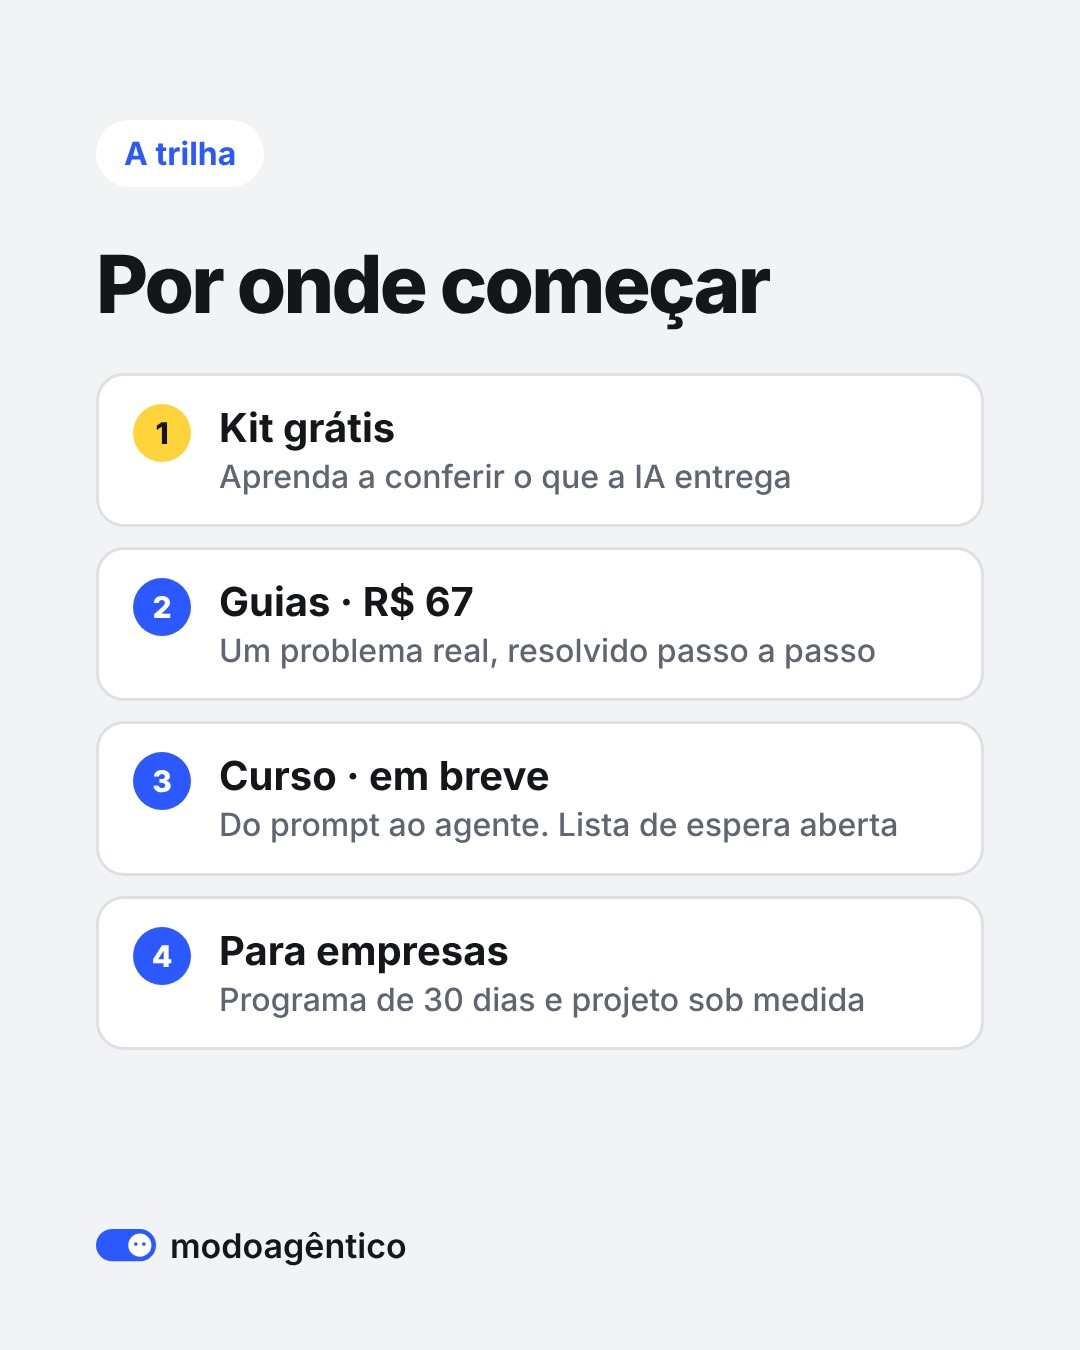 A trilha
Por onde começar
1
Kit grátis
Aprenda a conferir o que a IA entrega
2
Guias · R$ 67
Um problema real, resolvido passo a passo
3
Curso · em breve
Do prompt ao agente. Lista de espera aberta
4
Para empresas
Programa de 30 dias e projeto sob medida
modoagêntico